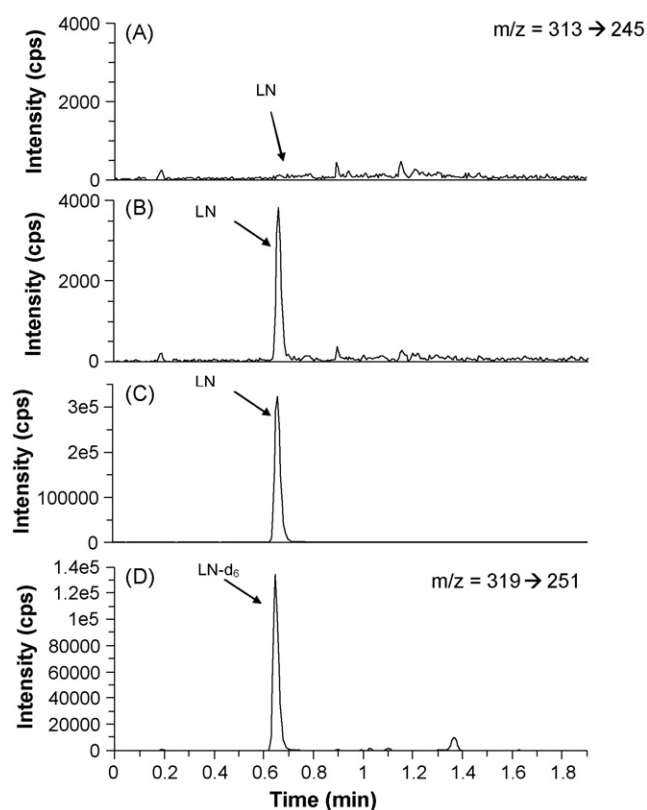 (A)
m/z = 313 → 245
Intensity (cps)
4000
2000
0
LN
(B)
Intensity (cps)
4000
2000
0
LN
(C)
Intensity (cps)
3e5
2e5
100000
0
LN
(D)
m/z = 319 → 251
Intensity (cps)
1.4e5
1.2e5
1e5
80000
60000
40000
20000
0
LN-d₆
0 0.2 0.4 0.6 0.8 1.0 1.2 1.4 1.6 1.8
Time (min)